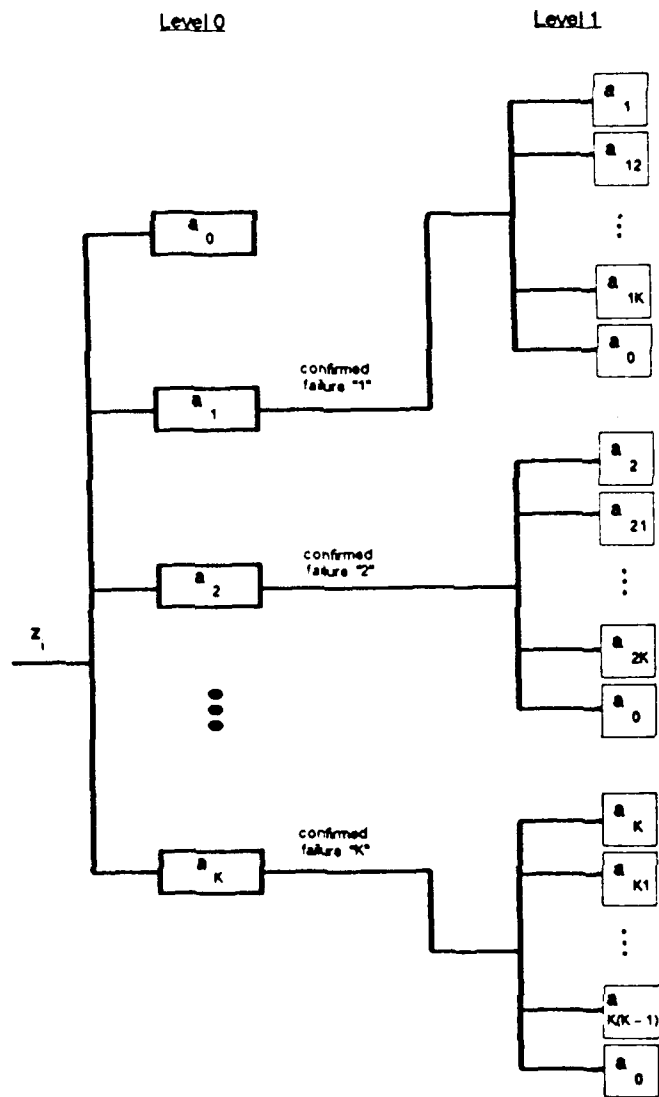 Level 0
Level 1
a 1
a 12
a 0
a 1K
confirmed
failure "1"
a 0
a 1
a 2
a 21
confirmed
failure "2"
a 2
z i
a 2K
a 0
confirmed
failure "K"
a K
a K
a K1
a K(K – 1)
a 0